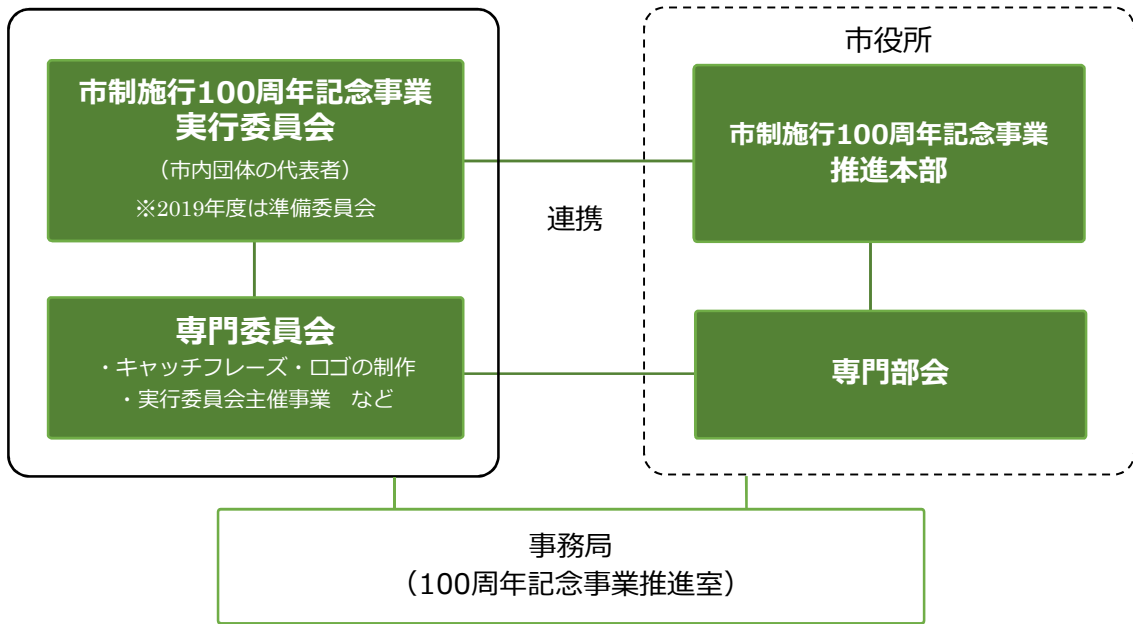 市制施行100周年記念事業
実行委員会
（市内団体の代表者）
※2019年度は準備委員会
専門委員会
・キャッチフレーズ・ロゴの制作
・実行委員会主催事業　など
連携
市役所
市制施行100周年記念事業
推進本部
専門部会
事務局
（100周年記念事業推進室）